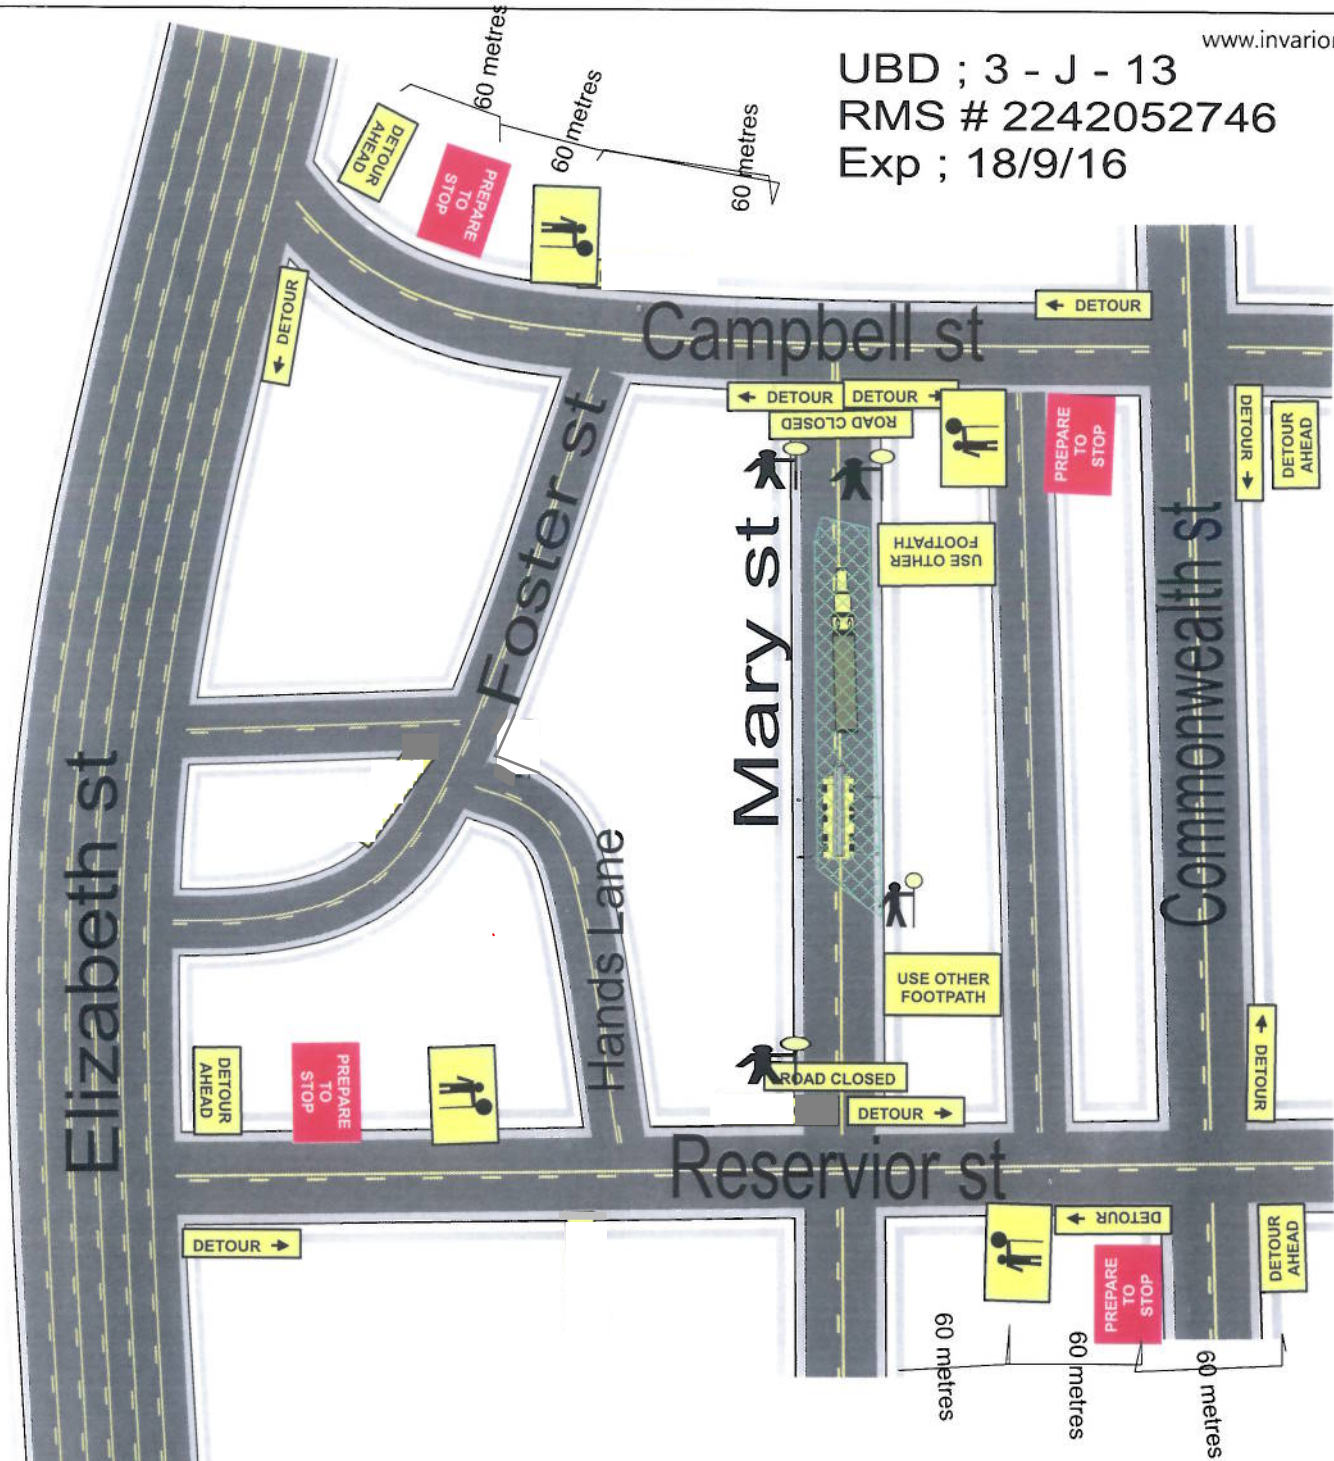 www.invarion
UBD ; 3 - J - 13
RMS # 2242052746
Exp ; 18/9/16
60 metres
60 metres
60 metres
DETOUR
AHEAD
PREPARE
TO
STOP
← DETOUR
← DETOUR
Campbell st
← DETOUR
DETOUR →
ROAD CLOSED
PREPARE
TO
STOP
DETOUR →
DETOUR
AHEAD
Foster st
Mary st
USE OTHER
FOOTPATH
Commonwealth st
Elizabeth st
Hands Lane
USE OTHER
FOOTPATH
DETOUR
AHEAD
PREPARE
TO
STOP
ROAD CLOSED
DETOUR →
← DETOUR
Reservior st
DETOUR →
DETOUR →
PREPARE
TO
STOP
DETOUR
AHEAD
60 metres
60 metres
60 metres